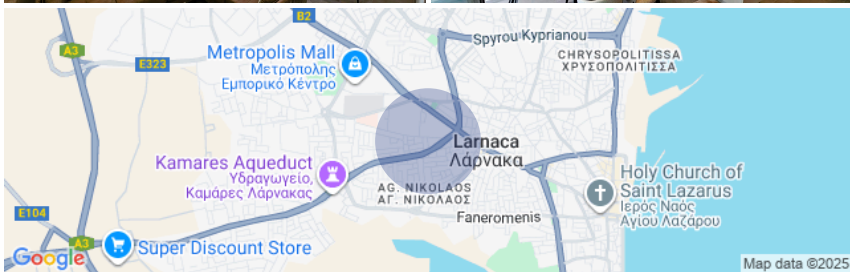 B2
A3
E323
Metropolis Mall
Μετρόπολης
Εμπορικό Κέντρο
Spyrou Kyprianou
CHRYSOPOLITISSA
ΧΡΥΣΟΠΟΛΙΤΙΣΣΑ
Larnaca
Λάρνακα
Kamares Aqueduct
Υδραγωγείο,
Καμάρες Λάρνακας
AG. NIKOLAOS
ΑΓ. ΝΙΚΟΛΑΟΣ
Faneromenis
Holy Church of
Saint Lazarus
Ιερός Ναός
Αγίου Λαζάρου
E104
A3
Super Discount Store
Google
Map data ©2025